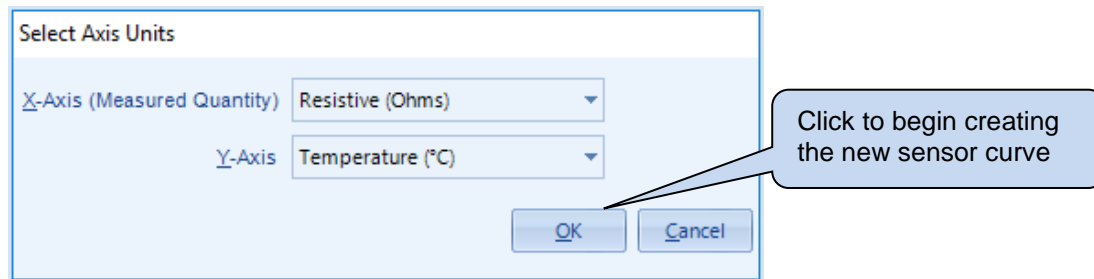 Select Axis Units
X-Axis (Measured Quantity) Resistive (Ohms)
Y-Axis Temperature (°C)
Click to begin creating
the new sensor curve
OK Cancel